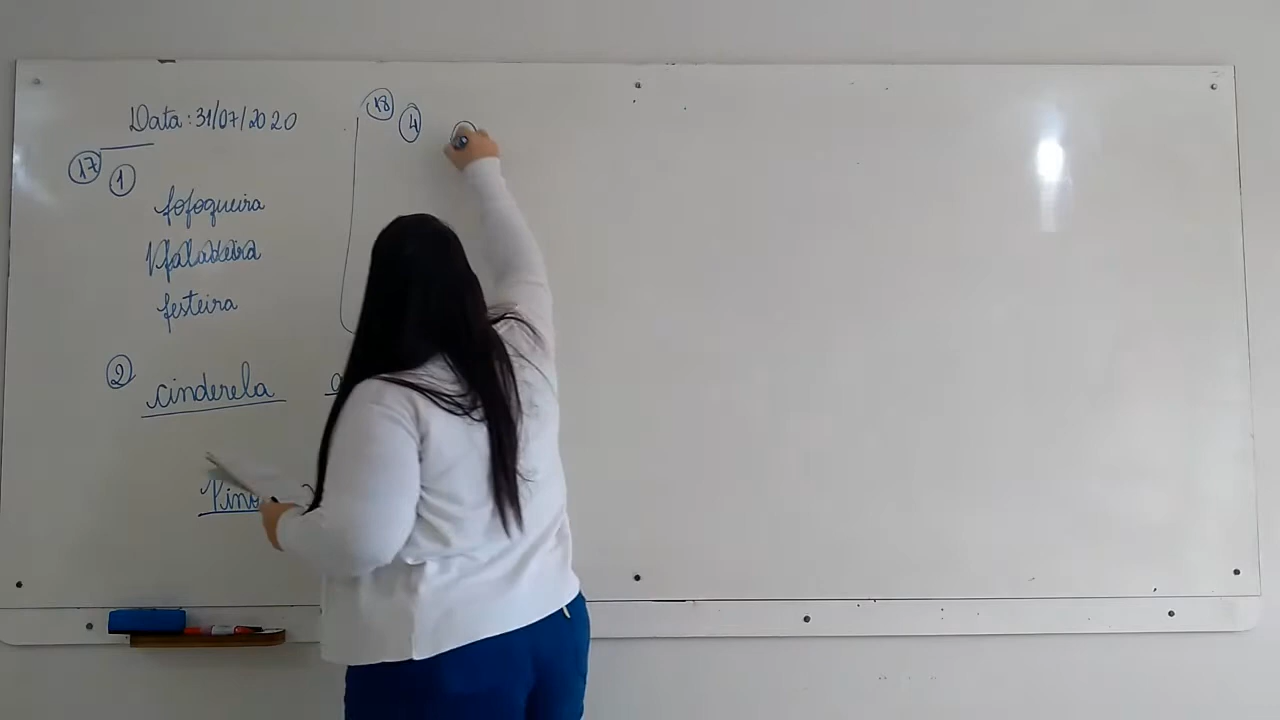 Data: 31/07/2020
17 1
fofoqueira
faladeira
festeira
2 cinderela
18 4